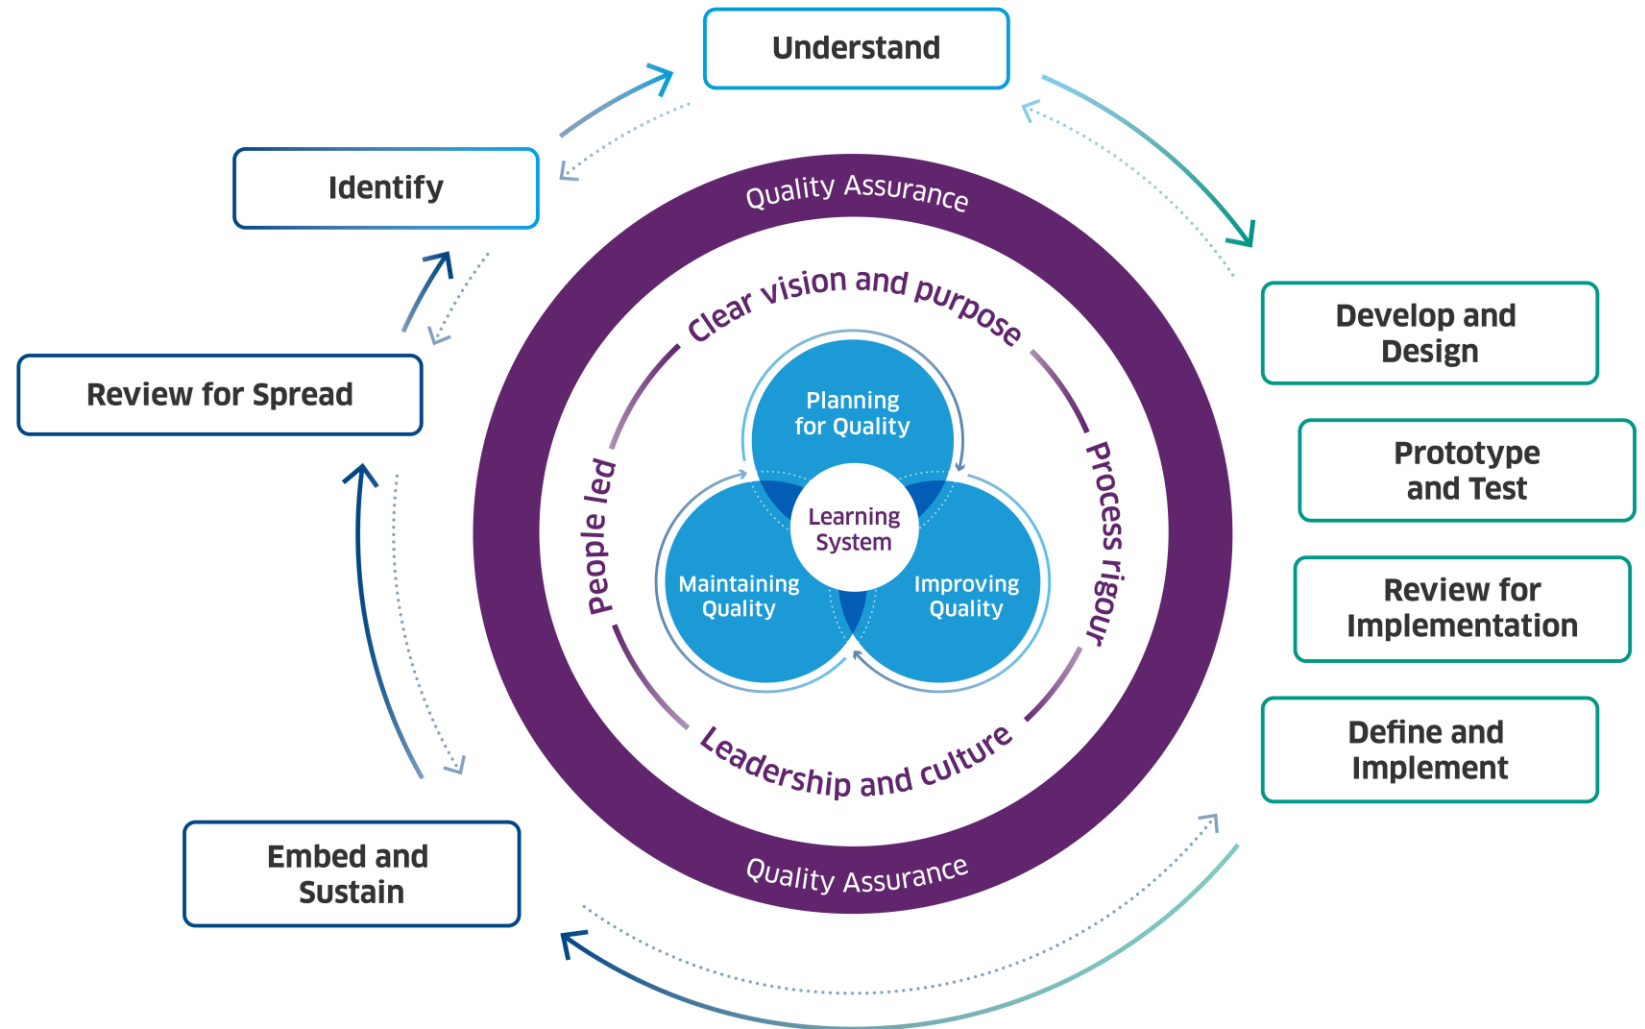 Understand
Identify
Quality Assurance
Develop and
Design
Clear vision and purpose
Review for Spread
Planning
for Quality
Prototype
and Test
People led
Process rigour
Learning
System
Maintaining
Quality
Improving
Quality
Review for
Implementation
Define and
Implement
Leadership and culture
Embed and
Sustain
Quality Assurance